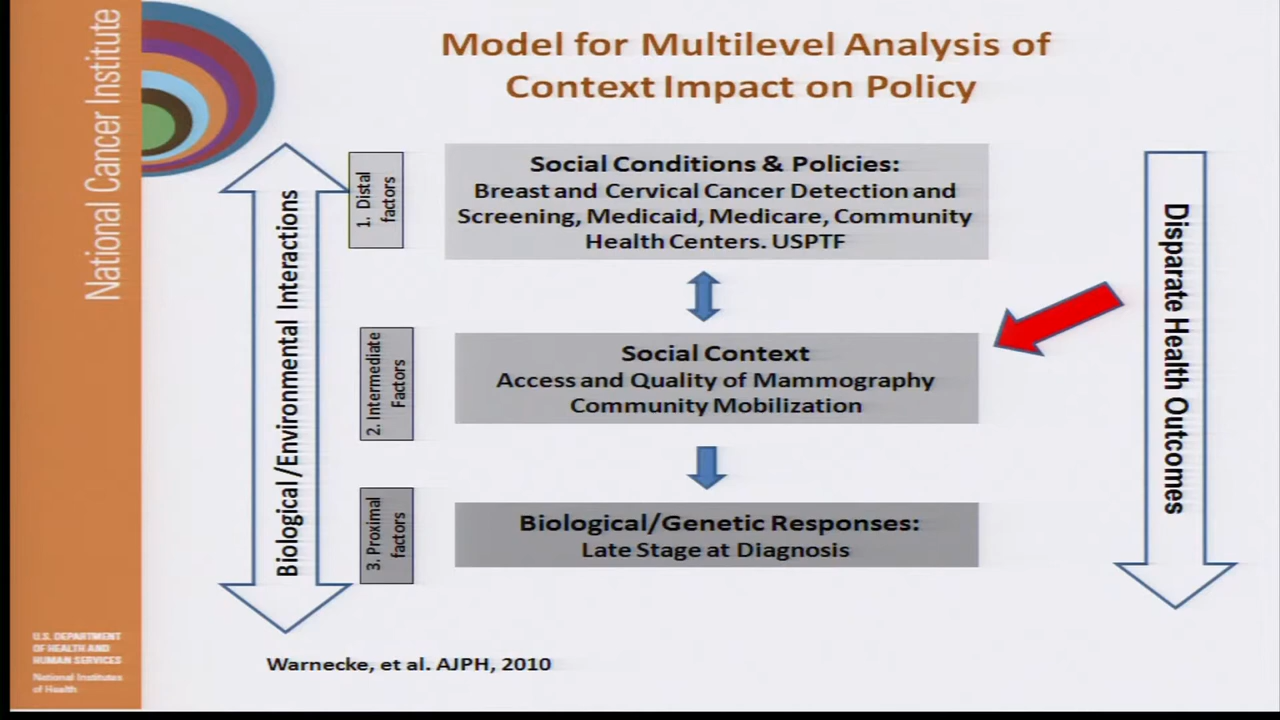 National Cancer Institute
Model for Multilevel Analysis of
Context Impact on Policy
Biological/Environmental Interactions
1. Distal
factors
Social Conditions & Policies:
Breast and Cervical Cancer Detection and
Screening, Medicaid, Medicare, Community
Health Centers. USPTF
2. Intermediate
Factors
Social Context
Access and Quality of Mammography
Community Mobilization
3. Proximal
factors
Biological/Genetic Responses:
Late Stage at Diagnosis
Disparate Health Outcomes
U.S. DEPARTMENT
OF HEALTH AND
HUMAN SERVICES
National Institutes
of Health
Warnecke, et al. AJPH, 2010